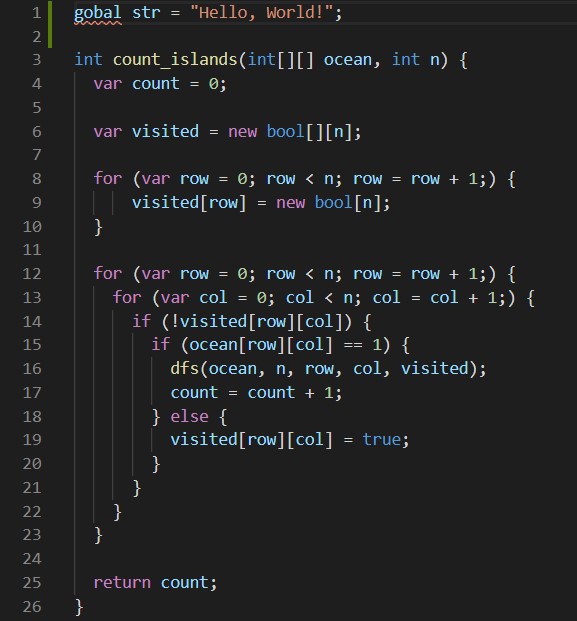 1 gobal str = "Hello, World!";
2
3 int count_islands(int[][] ocean, int n) {
4   var count = 0;
5
6   var visited = new bool[][n];
7
8   for (var row = 0; row < n; row = row + 1;) {
9       visited[row] = new bool[n];
10   }
11
12   for (var row = 0; row < n; row = row + 1;) {
13     for (var col = 0; col < n; col = col + 1;) {
14       if (!visited[row][col]) {
15         if (ocean[row][col] == 1) {
16           dfs(ocean, n, row, col, visited);
17           count = count + 1;
18         } else {
19           visited[row][col] = true;
20         }
21       }
22     }
23   }
24
25   return count;
26 }